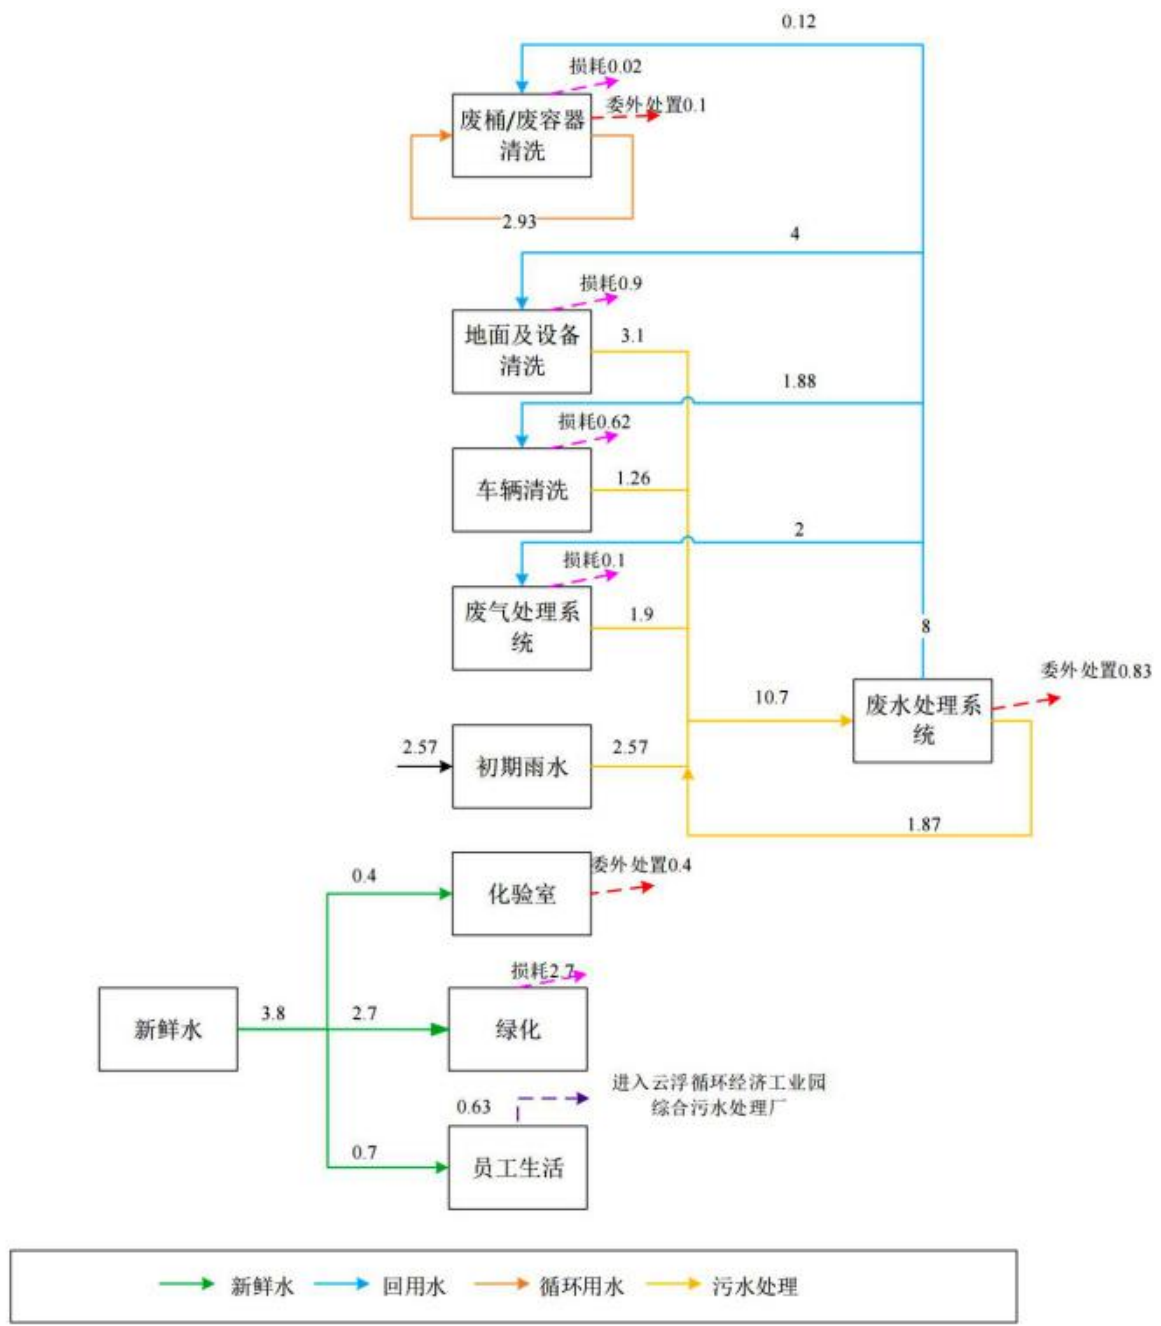 0.12
损耗0.02
委外处置0.1
废桶/废容器
清洗
2.93
4
损耗0.9
地面及设备
清洗
3.1
1.88
损耗0.62
车辆清洗
1.26
2
损耗0.1
废气处理系
统
1.9
8
委外处置0.83
废水处理系
统
10.7
2.57
初期雨水
2.57
1.87
委外处置0.4
0.4
化验室
损耗2.7
新鲜水
3.8
2.7
绿化
进入云浮循环经济工业园
综合污水处理厂
0.63
0.7
员工生活
新鲜水
回用水
循环用水
污水处理